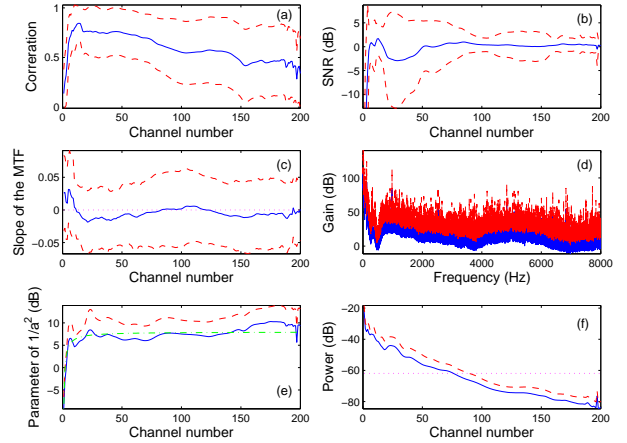 (a)
1
0.5
0
Correration
0 50 100 150 200
Channel number
(b)
5
0
−5
−10
SNR (dB)
0 50 100 150 200
Channel number
(c)
0.05
0
−0.05
Slope of the MTF
0 50 100 150 200
Channel number
(d)
100
50
0
Gain (dB)
0 2000 4000 6000 8000
Frequency (Hz)
(e)
10
5
0
−5
Parameter of 1/a² (dB)
0 50 100 150 200
Channel number
(f)
−20
−40
−60
−80
Power (dB)
0 50 100 150 200
Channel number